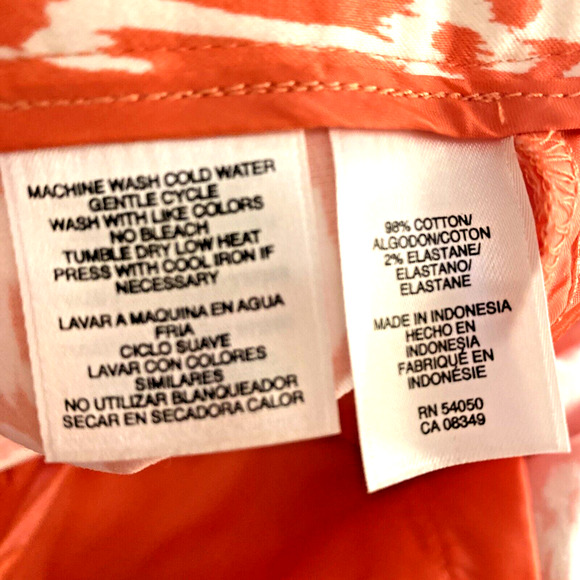 MACHINE WASH COLD WATER
GENTLE CYCLE
WASH WITH LIKE COLORS
NO BLEACH
TUMBLE DRY LOW HEAT
PRESS WITH COOL IRON IF
NECESSARY
LAVAR A MAQUINA EN AGUA
FRIA
CICLO SUAVE
LAVAR CON COLORES
SIMILARES
NO UTILIZAR BLANQUEADOR
SECAR EN SECADORA CALOR
98% COTTON/
ALGODON/COTON
2% ELASTANE/
ELASTANO/
ELASTANE
MADE IN INDONESIA
HECHO EN
INDONESIA
FABRIQUÉ EN
INDONÉSIE
RN 54050
CA 08349